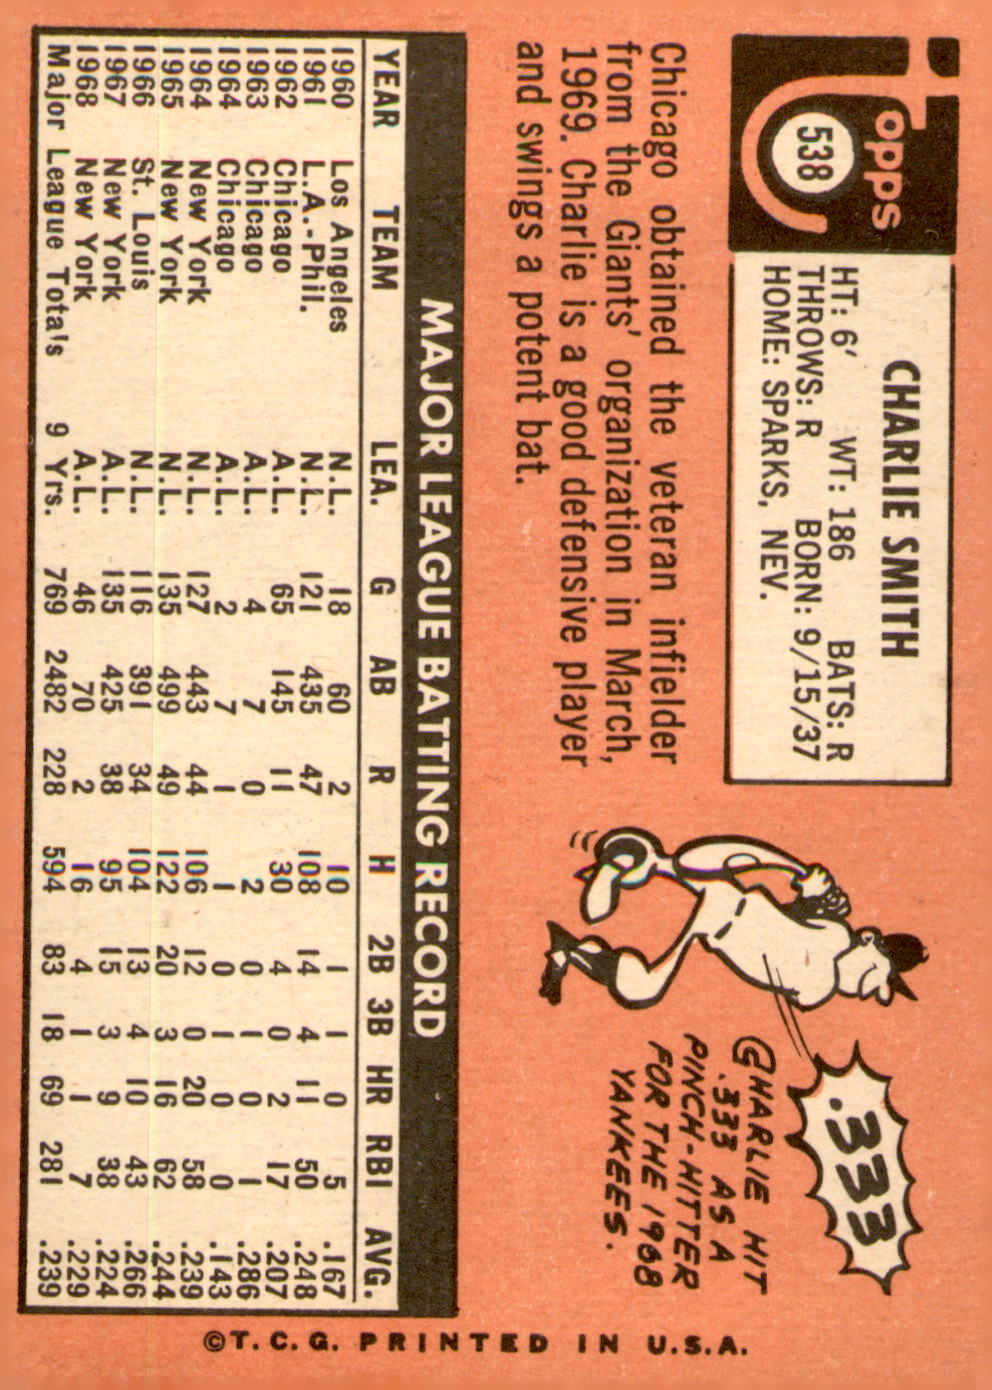 Topps
538
CHARLIE SMITH
HT: 6' WT: 186 BATS: R
THROWS: R BORN: 9/15/37
HOME: SPARKS, NEV.
Chicago obtained the veteran infielder
from the Giants' organization in March,
1969. Charlie is a good defensive player
and swings a potent bat.
.333
CHARLIE HIT
.333 AS A
PINCH-HITTER
FOR THE 1968
YANKEES.
MAJOR LEAGUE BATTING RECORD
YEAR TEAM LEA. G AB R H 2B 3B HR RBI AVG.
1960 Los Angeles N.L. 18 60 2 10 1 1 0 5 .167
1961 L.A.-Phil. N.L. 121 435 47 108 14 4 11 50 .248
1962 Chicago A.L. 65 145 11 30 4 0 2 17 .207
1963 Chicago A.L. 4 7 0 2 0 1 0 1 .286
1964 Chicago A.L. 2 7 1 1 0 1 0 0 .143
1964 New York N.L. 127 443 44 106 12 0 20 58 .239
1965 New York N.L. 135 499 49 122 20 3 16 62 .244
1966 St. Louis N.L. 116 391 34 104 13 4 10 43 .266
1967 New York A.L. 135 425 38 95 15 3 9 38 .224
1968 New York A.L. 46 70 2 16 4 1 1 7 .229
Major League Totals 9 Yrs. 769 2482 228 594 83 18 69 281 .239
©T.C.G. PRINTED IN U.S.A.